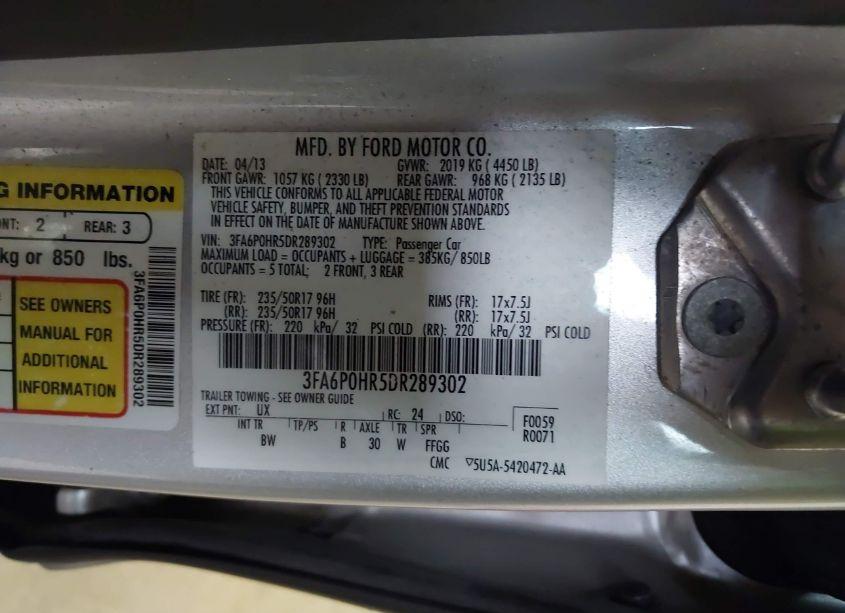 MFD. BY FORD MOTOR CO.
DATE: 04/13 GVWR: 2019 KG ( 4450 LB)
FRONT GAWR: 1057 KG ( 2330 LB) REAR GAWR: 968 KG ( 2135 LB)
THIS VEHICLE CONFORMS TO ALL APPLICABLE FEDERAL MOTOR
VEHICLE SAFETY, BUMPER, AND THEFT PREVENTION STANDARDS
IN EFFECT ON THE DATE OF MANUFACTURE SHOWN ABOVE.
VIN: 3FA6P0HR5DR289302 TYPE: Passenger Car
MAXIMUM LOAD = OCCUPANTS + LUGGAGE = 385KG/ 850LB
OCCUPANTS = 5 TOTAL; 2 FRONT, 3 REAR
TIRE (FR): 235/50R17 96H RIMS (FR): 17x7.5J
(RR): 235/50R17 96H (RR): 17x7.5J
PRESSURE (FR): 220 kPa/ 32 PSI COLD (RR): 220 kPa/ 32 PSI COLD
3FA6P0HR5DR289302
TRAILER TOWING - SEE OWNER GUIDE
EXT PNT: UX RC: 24 DSO:
F0059
R0071
INT TR TP/PS R AXLE TR SPR
BW B 30 W FFGG
CMC ▽5U5A-5420472-AA
G INFORMATION
NT: 2 REAR: 3
kg or 850 lbs.
SEE OWNERS
MANUAL FOR
ADDITIONAL
INFORMATION
3FA6P0HR5DR289302